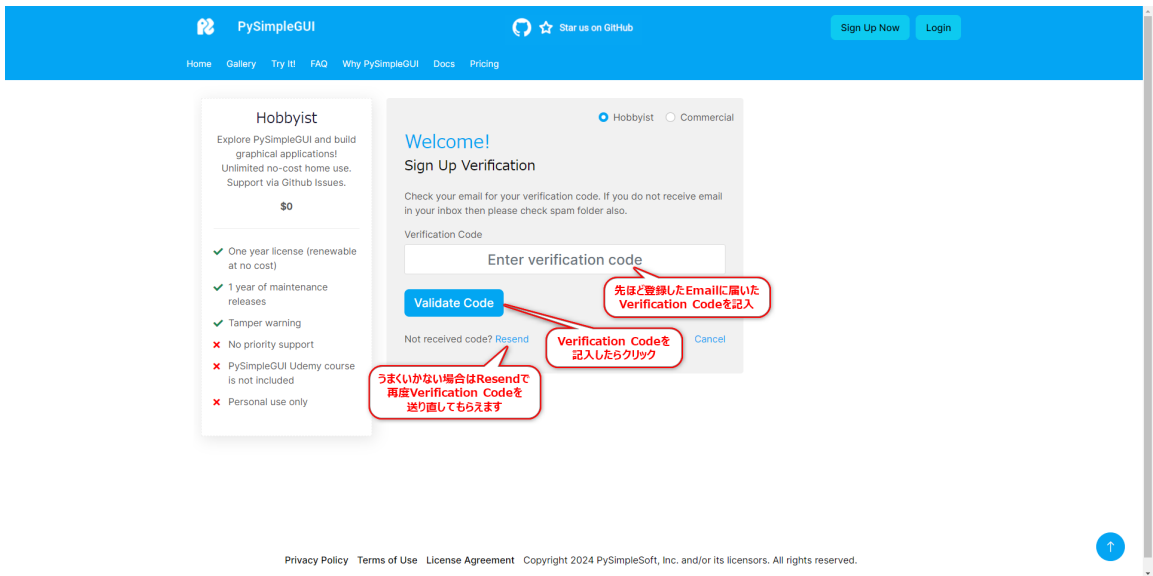 PySimpleGUI
Star us on GitHub
Sign Up Now
Login
Home Gallery Try It! FAQ Why PySimpleGUI Docs Pricing
Hobbyist
Explore PySimpleGUI and build
graphical applications!
Unlimited no-cost home use.
Support via Github Issues.
$0
One year license (renewable
at no cost)
1 year of maintenance
releases
Tamper warning
No priority support
PySimpleGUI Udemy course
is not included
Personal use only
Hobbyist Commercial
Welcome!
Sign Up Verification
Check your email for your verification code. If you do not receive email
in your inbox then please check spam folder also.
Verification Code
Enter verification code
先ほど登録したEmailに届いた
Verification Codeを記入
Validate Code
Verification Codeを
記入したらクリック
Not received code? Resend
Cancel
うまくいかない場合はResendで
再度Verification Codeを
送り直してもらえます
Privacy Policy Terms of Use License Agreement Copyright 2024 PySimpleSoft, Inc. and/or its licensors. All rights reserved.